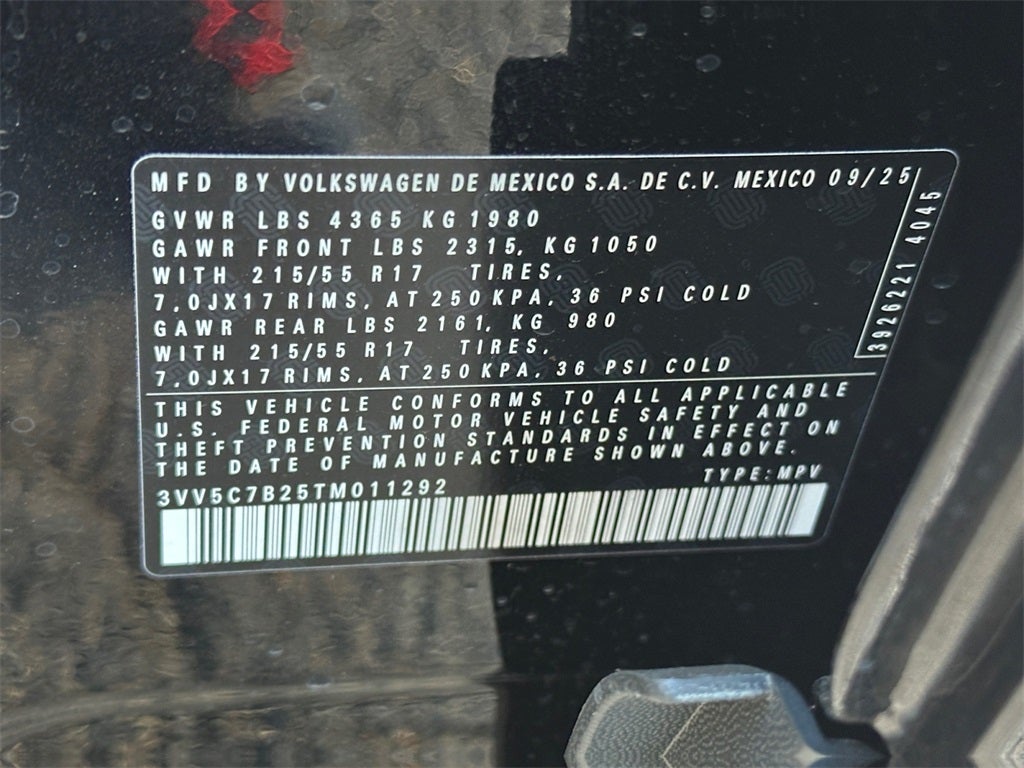 MFD BY VOLKSWAGEN DE MEXICO S.A. DE C.V. MEXICO 09/25
GVWR LBS 4365 KG 1980
GAWR FRONT LBS 2315, KG 1050
WITH 215/55 R17 TIRES,
7,0JX17 RIMS, AT 250 KPA, 36 PSI COLD
GAWR REAR LBS 2161, KG 980
WITH 215/55 R17 TIRES,
7,0JX17 RIMS, AT 250 KPA, 36 PSI COLD
3926221 4045
THIS VEHICLE CONFORMS TO ALL APPLICABLE
U.S. FEDERAL MOTOR VEHICLE SAFETY AND
THEFT PREVENTION STANDARDS IN EFFECT ON
THE DATE OF MANUFACTURE SHOWN ABOVE.
TYPE: MPV
3VV5C7B25TM011292